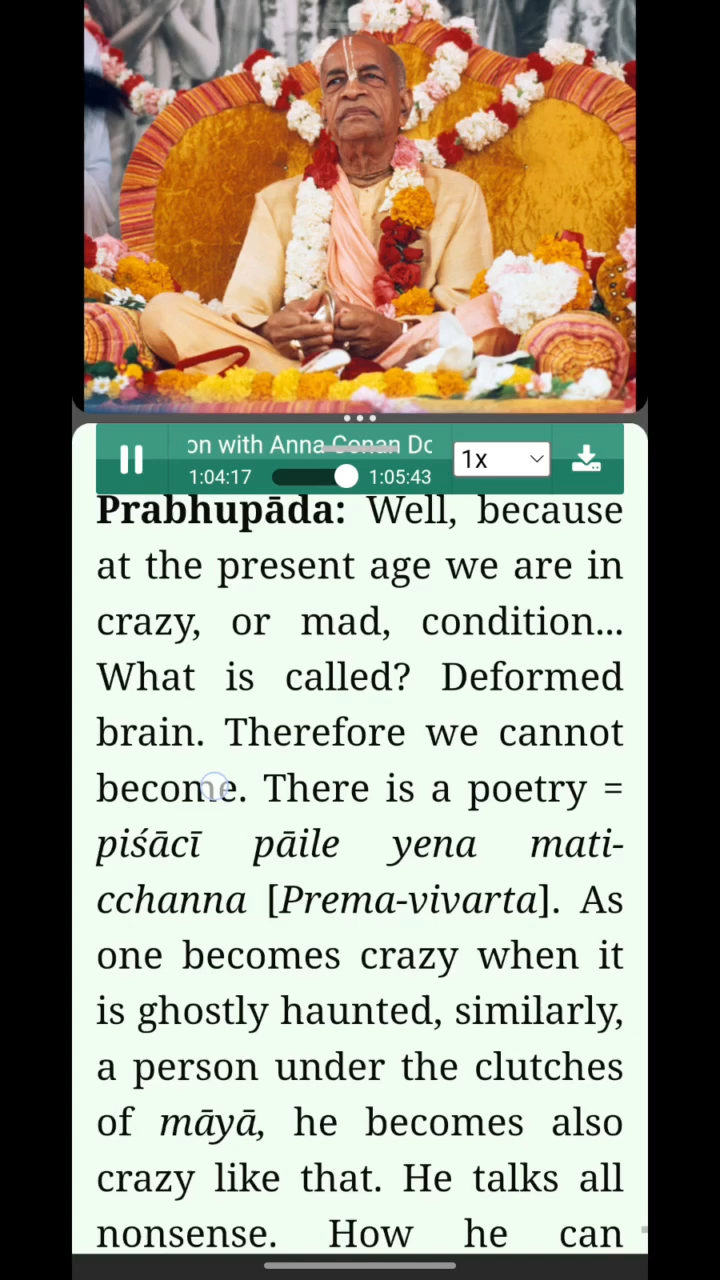 on with Anna Conan Do
1:04:17 1:05:43
1x
Prabhupāda: Well, because
at the present age we are in
crazy, or mad, condition...
What is called? Deformed
brain. Therefore we cannot
become. There is a poetry =
piśācī pāile yena mati-
cchanna [Prema-vivarta]. As
one becomes crazy when it
is ghostly haunted, similarly,
a person under the clutches
of māyā, he becomes also
crazy like that. He talks all
nonsense. How he can